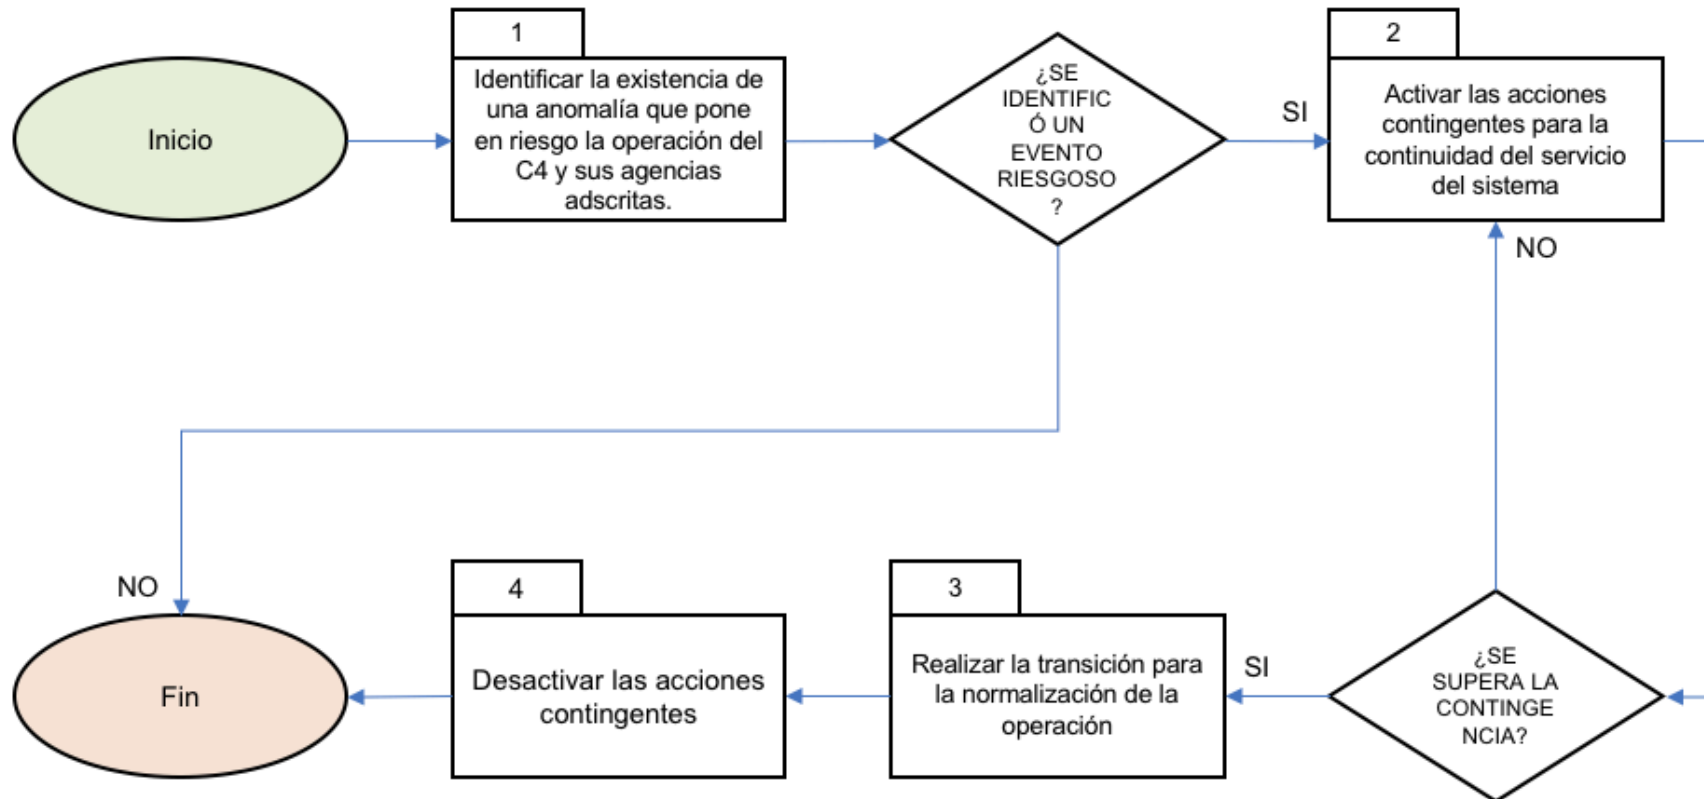 Inicio
1
Identificar la existencia de
una anomalía que pone
en riesgo la operación del
C4 y sus agencias
adscritas.
¿SE
IDENTIFIC
Ó UN
EVENTO
RIESGOSO
?
SI
2
Activar las acciones
contingentes para la
continuidad del servicio
del sistema
NO
¿SE
SUPERA LA
CONTINGE
NCIA?
SI
3
Realizar la transición para
la normalización de la
operación
4
Desactivar las acciones
contingentes
NO
Fin